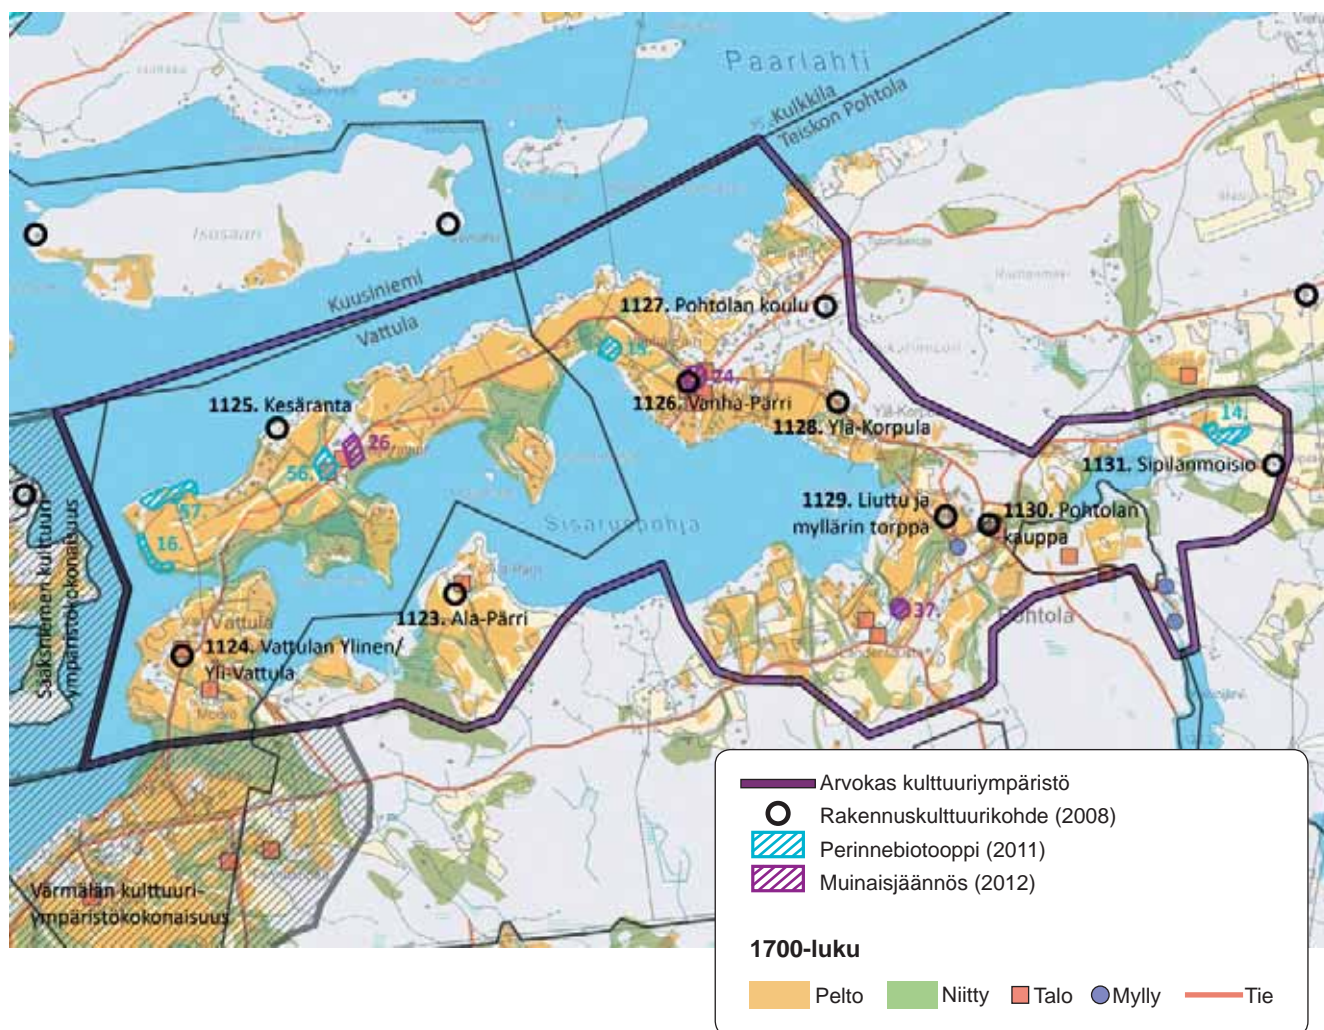 Paarlahti
Kulkkila
Teiskon Pohtola
Isosaari
Kuusiniemi
Vattula
1127. Pohtolan koulu
15.
24.
1126. Vanha-Pärri
1125. Kesäranta
1128. Ylä-Korpula
14.
26.
56.
1131. Sipilänmoisio
57.
16.
Sisaruspohja
1129. Liuttu ja
myllärin torppa
1130. Pohtolan
kauppa
1123. Ala-Pärri
37.
Pohtola
Vattula
1124. Vattulan Ylinen/
Yli-Vattula
Sääksniemen kulttuuri-
ympäristökokonaisuus
Värmälän kulttuuri-
ympäristökokonaisuus
Arvokas kulttuuriympäristö
Rakennuskulttuurikohde (2008)
Perinnebiotooppi (2011)
Muinaisjäännös (2012)
1700-luku
Pelto
Niitty
Talo
Mylly
Tie